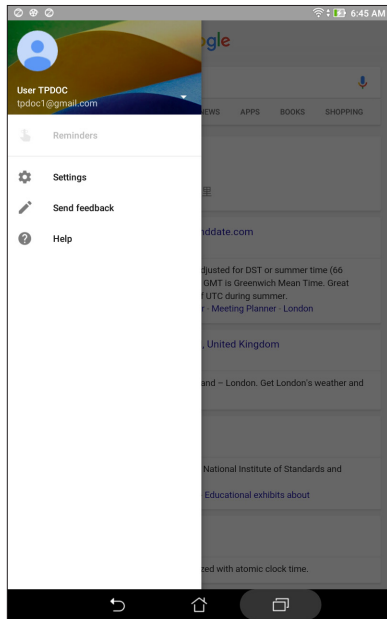 6:45 AM
gle
User TPDOC
tpdoc1@gmail.com
EWS APPS BOOKS SHOPPING
Reminders
Settings
里
Send feedback
Help
nddate.com
djusted for DST or summer time (66
GMT is Greenwich Mean Time. Great
f UTC during summer.
r - Meeting Planner - London
, United Kingdom
and – London. Get London's weather and
National Institute of Standards and
Educational exhibits about
zed with atomic clock time.